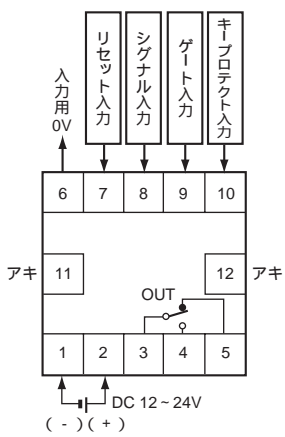 リセット入力
シグナル入力
ゲート入力
キープロテクト入力
入力用
0V
6 7 8 9 10
アキ 11 12 アキ
OUT
1 2 3 4 5
DC 12~24V
( - ) ( + )